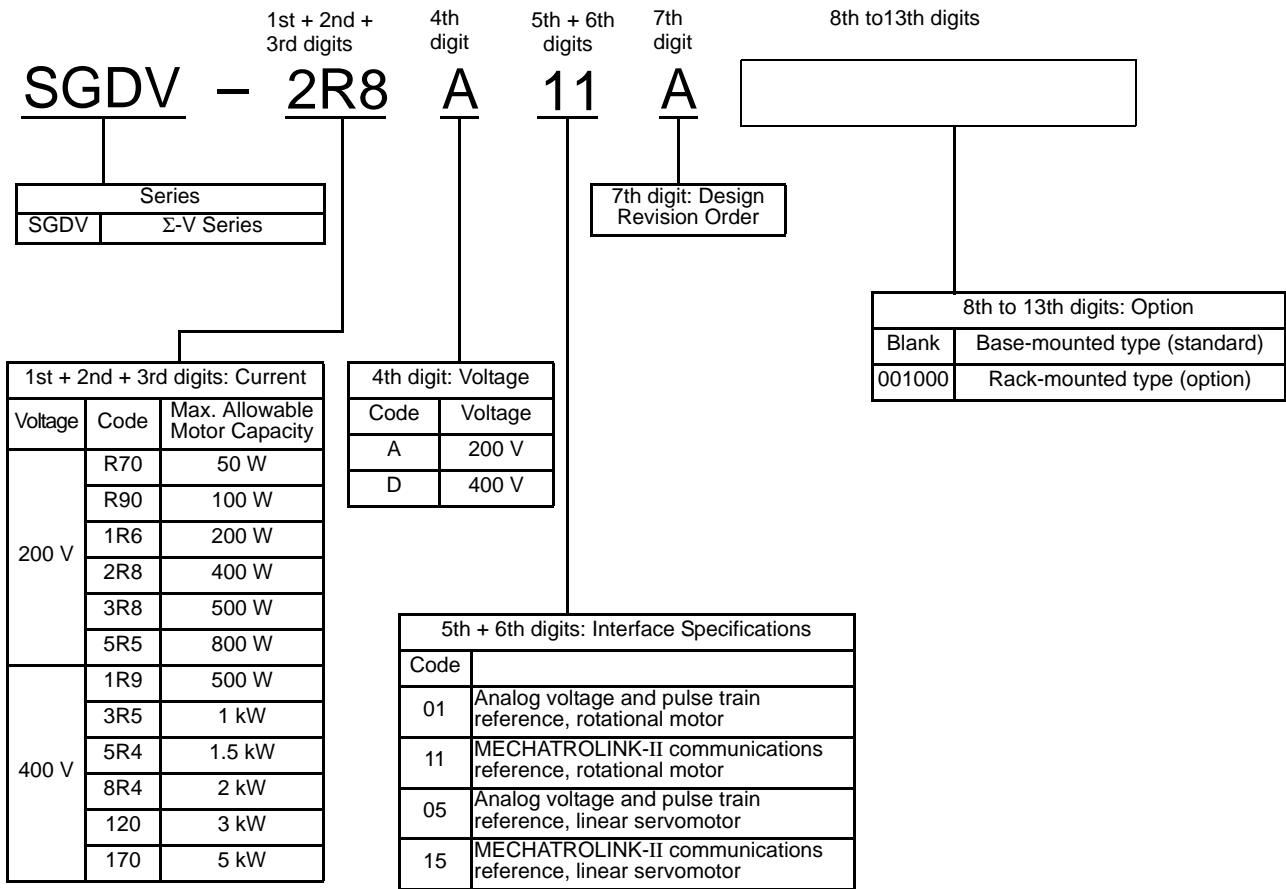 1st + 2nd +
3rd digits
4th
digit
5th + 6th
digits
7th
digit
8th to13th digits
SGDV – 2R8 A 11 A
Series
SGDV Σ-V Series
7th digit: Design
Revision Order
8th to 13th digits: Option
Blank Base-mounted type (standard)
001000 Rack-mounted type (option)
1st + 2nd + 3rd digits: Current
Voltage Code Max. Allowable
Motor Capacity
200 V
R70 50 W
R90 100 W
1R6 200 W
2R8 400 W
3R8 500 W
5R5 800 W
400 V
1R9 500 W
3R5 1 kW
5R4 1.5 kW
8R4 2 kW
120 3 kW
170 5 kW
4th digit: Voltage
Code Voltage
A 200 V
D 400 V
5th + 6th digits: Interface Specifications
Code
01 Analog voltage and pulse train
reference, rotational motor
11 MECHATROLINK-II communications
reference, rotational motor
05 Analog voltage and pulse train
reference, linear servomotor
15 MECHATROLINK-II communications
reference, linear servomotor